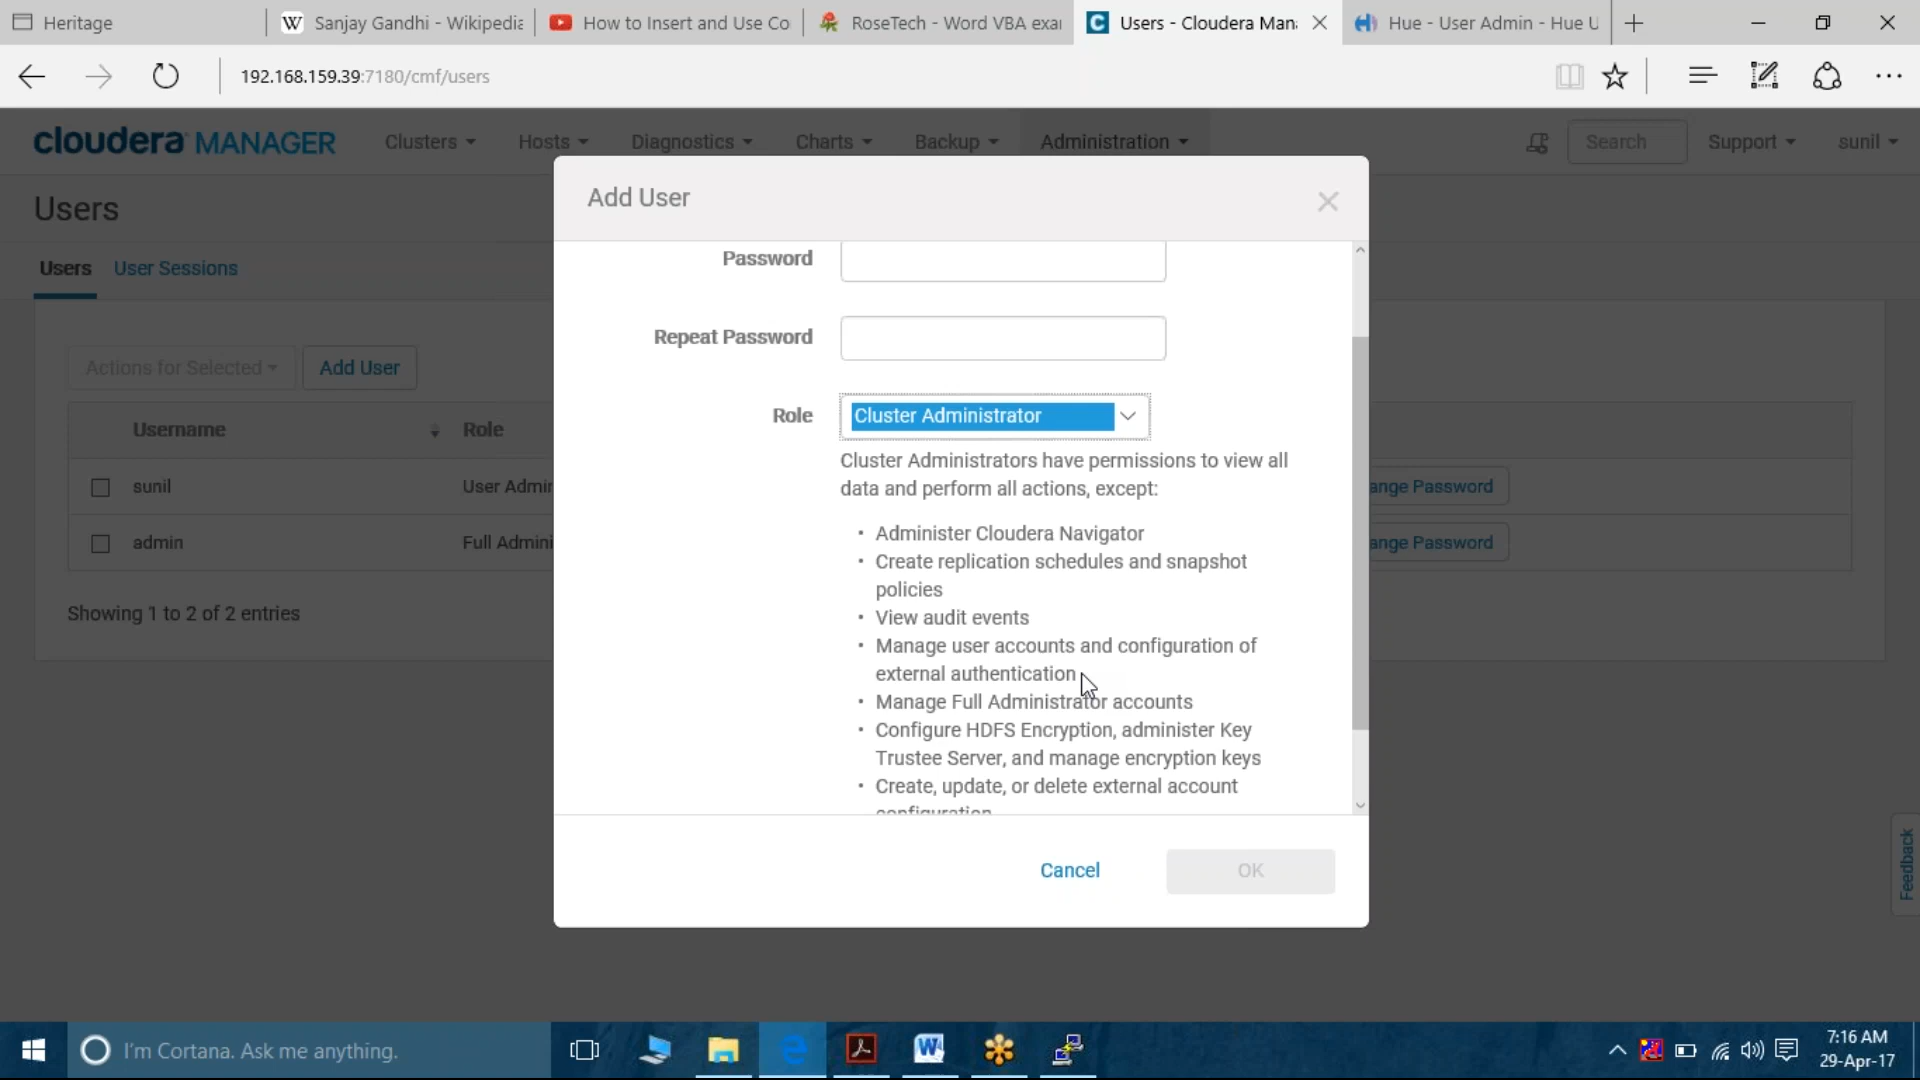 Heritage
W Sanjay Gandhi - Wikipedia
How to Insert and Use Co
RoseTech - Word VBA exa
C Users - Cloudera Man
Hue - User Admin - Hue U
192.168.159.39:7180/cmf/users
cloudera MANAGER
Clusters
Hosts
Diagnostics
Charts
Backup
Administration
Search
Support
sunil
Users
Users
User Sessions
Actions for Selected
Add User
Username
Role
sunil
User Admin
ange Password
admin
Full Admini
ange Password
Showing 1 to 2 of 2 entries
Add User
Password
Repeat Password
Role
Cluster Administrator
Cluster Administrators have permissions to view all
data and perform all actions, except:
• Administer Cloudera Navigator
• Create replication schedules and snapshot
policies
• View audit events
• Manage user accounts and configuration of
external authentication
• Manage Full Administrator accounts
• Configure HDFS Encryption, administer Key
Trustee Server, and manage encryption keys
• Create, update, or delete external account
configuration
Cancel
OK
Feedback
I'm Cortana. Ask me anything.
7:16 AM
29-Apr-17